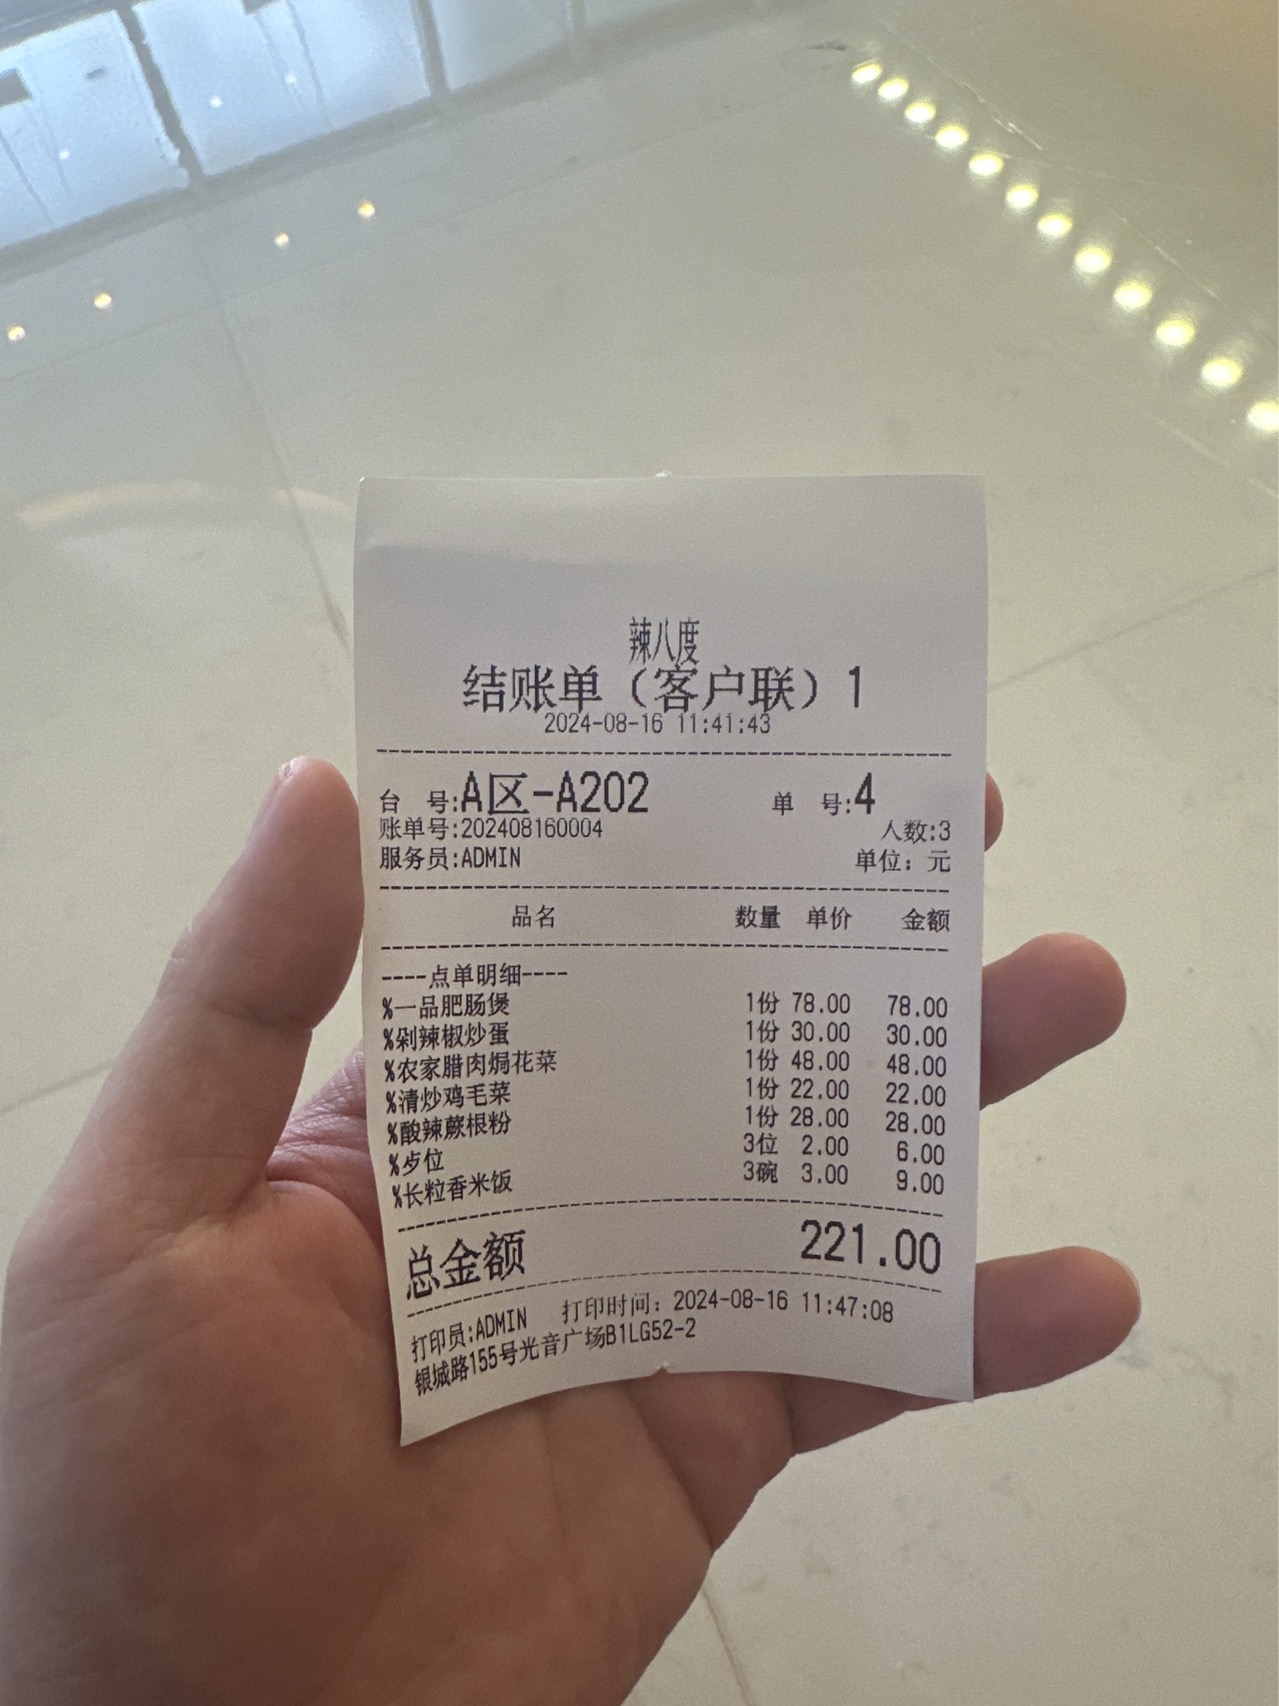 辣八度
结账单（客户联）1
2024-08-16 11:41:43
台 号:A区-A202 单 号:4
账单号:202408160004 人数:3
服务员:ADMIN 单位：元
品名 数量 单价 金额
----点单明细----
%一品肥肠煲 1份 78.00 78.00
%剁辣椒炒蛋 1份 30.00 30.00
%农家腊肉焗花菜 1份 48.00 48.00
%清炒鸡毛菜 1份 22.00 22.00
%酸辣蕨根粉 1份 28.00 28.00
%歺位 3位 2.00 6.00
%长粒香米饭 3碗 3.00 9.00
总金额 221.00
打印员:ADMIN 打印时间：2024-08-16 11:47:08
银城路155号光音广场B1LG52-2